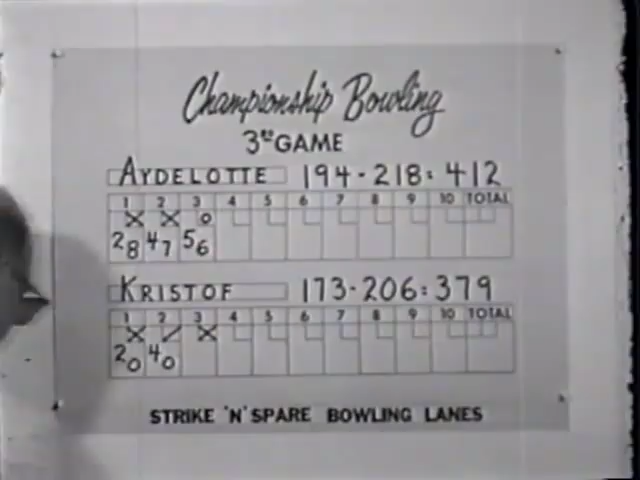 Championship Bowling
3RD GAME
AYDELOTTE 194-218=412
1 2 3 4 5 6 7 8 9 10 TOTAL
X X O
28 47 56
KRISTOF 173-206=379
1 2 3 4 5 6 7 8 9 10 TOTAL
X / X
20 40
STRIKE 'N' SPARE BOWLING LANES